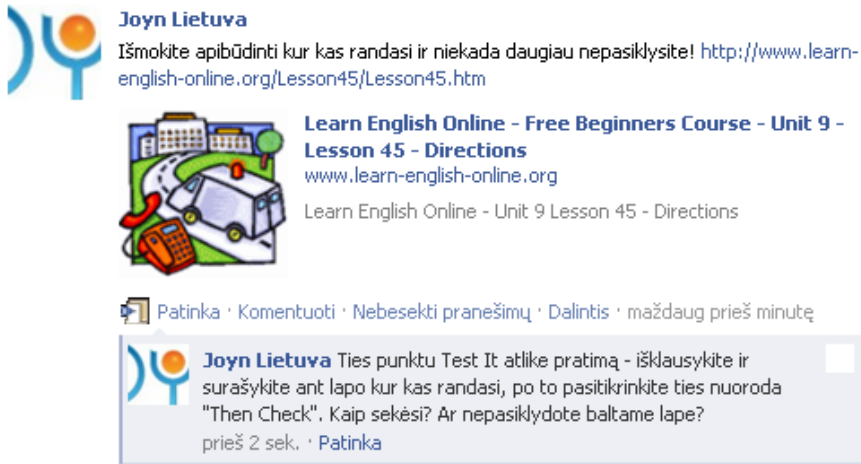 Joyn Lietuva
Išmokite apibūdinti kur kas randasi ir niekada daugiau nepasiklysite! http://www.learn-
english-online.org/Lesson45/Lesson45.htm
Learn English Online - Free Beginners Course - Unit 9 -
Lesson 45 - Directions
www.learn-english-online.org
Learn English Online - Unit 9 Lesson 45 - Directions
Patinka · Komentuoti · Nebesekti pranešimų · Dalintis · maždaug prieš minutę
Joyn Lietuva Ties punktu Test It atlike pratimą - išklausykite ir
surašykite ant lapo kur kas randasi, po to pasitikrinkite ties nuoroda
"Then Check". Kaip sekėsi? Ar nepasiklydote baltame lape?
prieš 2 sek. · Patinka